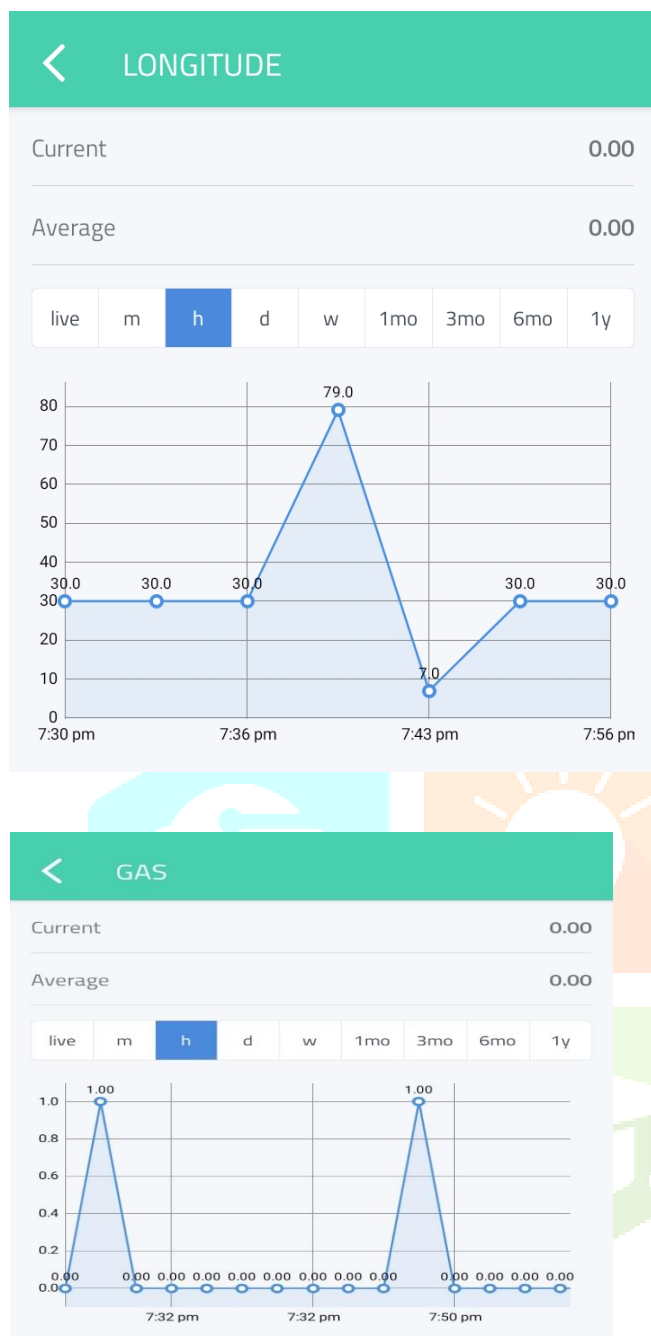 LONGITUDE
Current 0.00
Average 0.00
live m h d w 1mo 3mo 6mo 1y
79.0
80
70
60
50
40
30.0 30.0 30.0 30.0 30.0
30
20
7.0
10
0
7:30 pm 7:36 pm 7:43 pm 7:56 pm
GAS
Current 0.00
Average 0.00
live m h d w 1mo 3mo 6mo 1y
1.00 1.00
1.0
0.8
0.6
0.4
0.2
0.00 0.00 0.00 0.00 0.00 0.00 0.00 0.00 0.00 0.00 0.00 0.00 0.00
0.0
7:32 pm 7:32 pm 7:50 pm